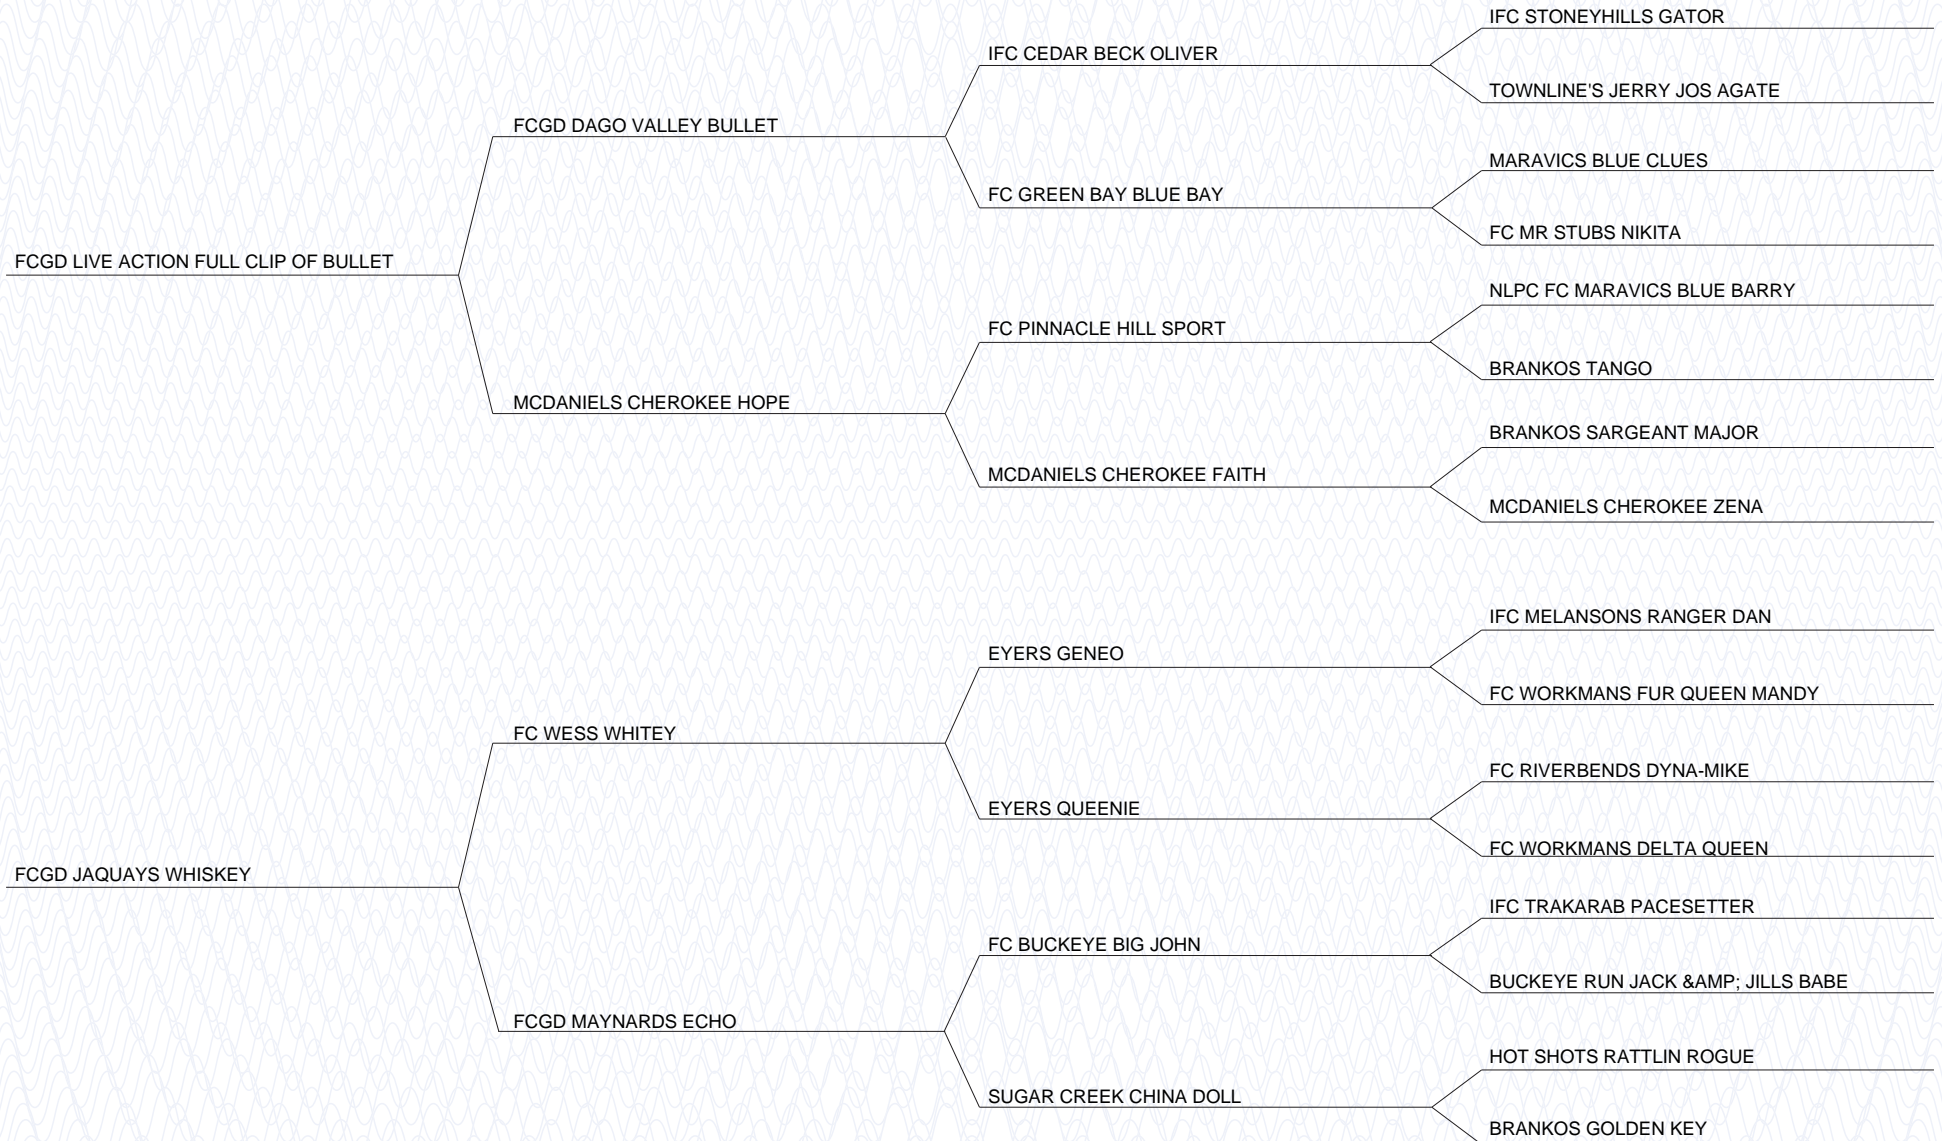 IFC STONEYHILLS GATOR
IFC CEDAR BECK OLIVER
TOWNLINE'S JERRY JOS AGATE
FCGD DAGO VALLEY BULLET
MARAVICS BLUE CLUES
FC GREEN BAY BLUE BAY
FC MR STUBS NIKITA
FCGD LIVE ACTION FULL CLIP OF BULLET
NLPC FC MARAVICS BLUE BARRY
FC PINNACLE HILL SPORT
BRANKOS TANGO
MCDANIELS CHEROKEE HOPE
BRANKOS SARGEANT MAJOR
MCDANIELS CHEROKEE FAITH
MCDANIELS CHEROKEE ZENA
IFC MELANSONS RANGER DAN
EYERS GENEO
FC WORKMANS FUR QUEEN MANDY
FC WESS WHITEY
FC RIVERBENDS DYNA-MIKE
EYERS QUEENIE
FC WORKMANS DELTA QUEEN
FCGD JAQUAYS WHISKEY
IFC TRAKARAB PACESETTER
FC BUCKEYE BIG JOHN
BUCKEYE RUN JACK &AMP; JILLS BABE
FCGD MAYNARDS ECHO
HOT SHOTS RATTLIN ROGUE
SUGAR CREEK CHINA DOLL
BRANKOS GOLDEN KEY